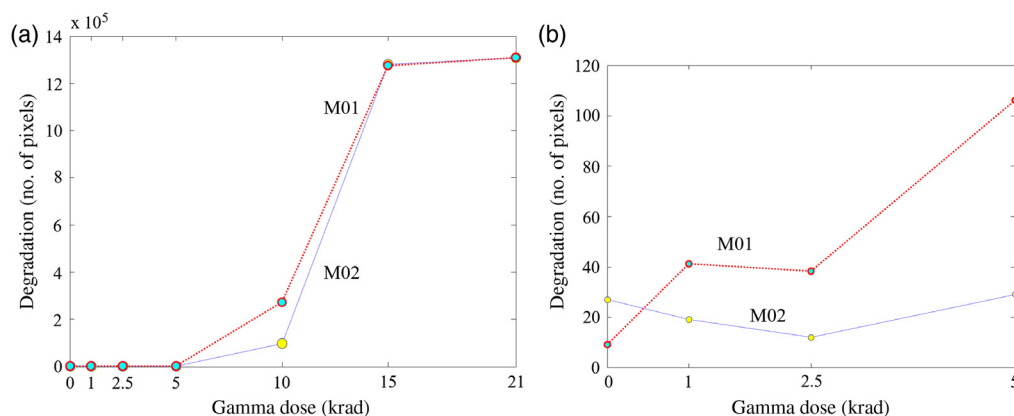 (a)
x 10⁵
14
12
10
8
6
4
2
0
Degradation (no. of pixels)
M01
M02
0 1 2.5 5 10 15 21
Gamma dose (krad)
(b)
120
100
80
60
40
20
0
Degradation (no. of pixels)
M01
M02
0 1 2.5 5
Gamma dose (krad)